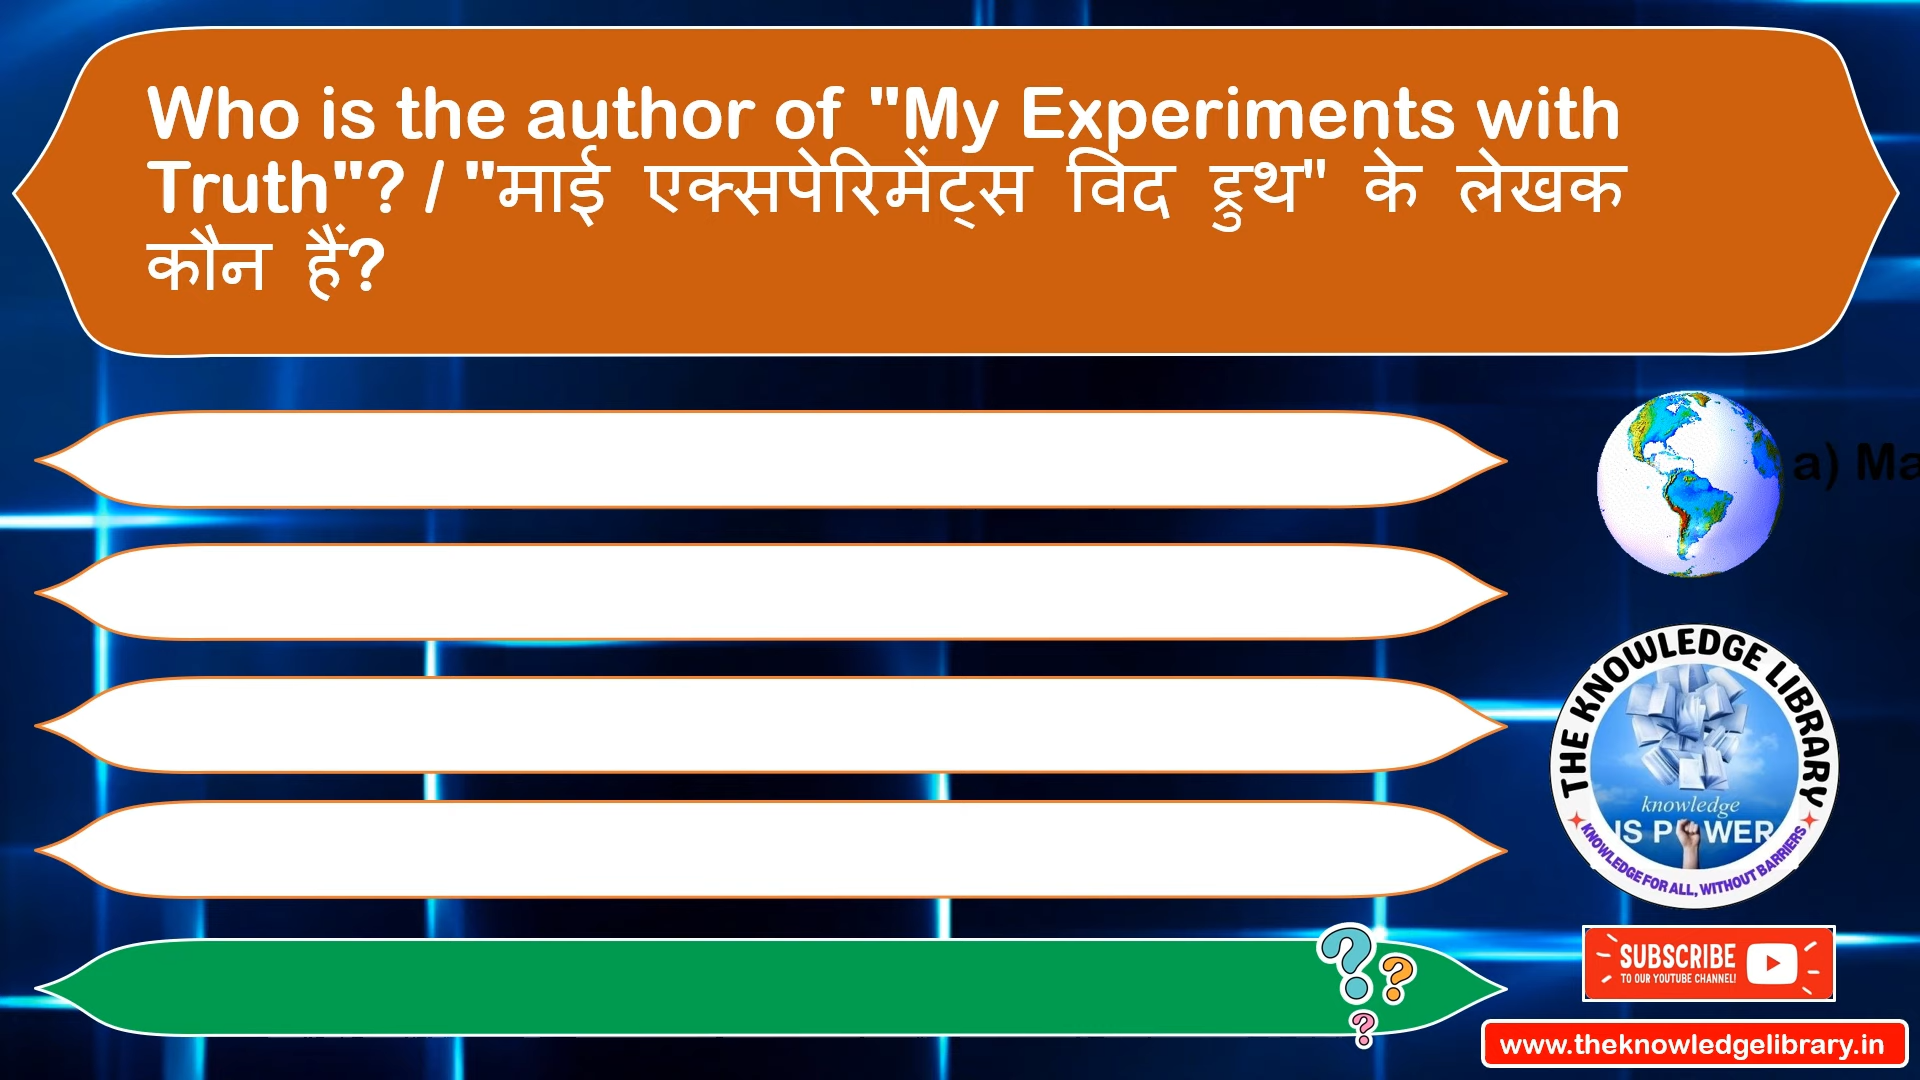 Who is the author of "My Experiments with
Truth"? / "माई एक्सपेरिमेंट्स विद ट्रुथ" के लेखक
कौन हैं?
a) Ma
THE KNOWLEDGE LIBRARY
knowledge
IS POWER
KNOWLEDGE FOR ALL, WITHOUT BARRIERS
SUBSCRIBE
TO OUR YOUTUBE CHANNEL!
www.theknowledgelibrary.in